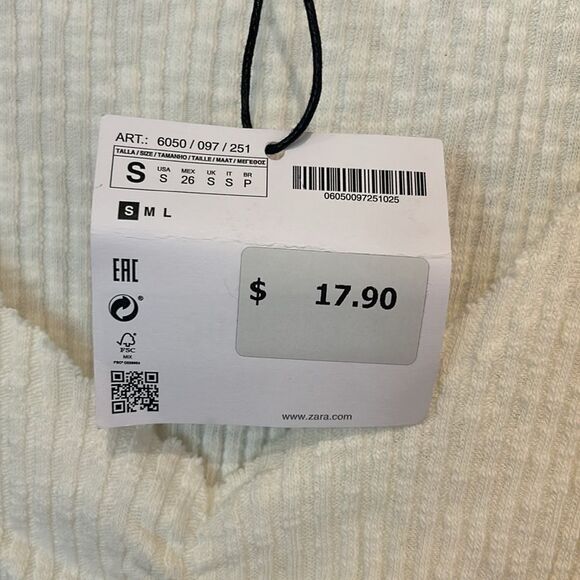 ART.: 6050 / 097 / 251
TALLA / SIZE / TAMANHO / TAILLE / MAAT / ΜΕΓΕΘΟΣ
S USA S MEX 26 UK S IT S BR P
06050097251025
S M L
EAC
$ 17.90
FSC
MIX
www.zara.com